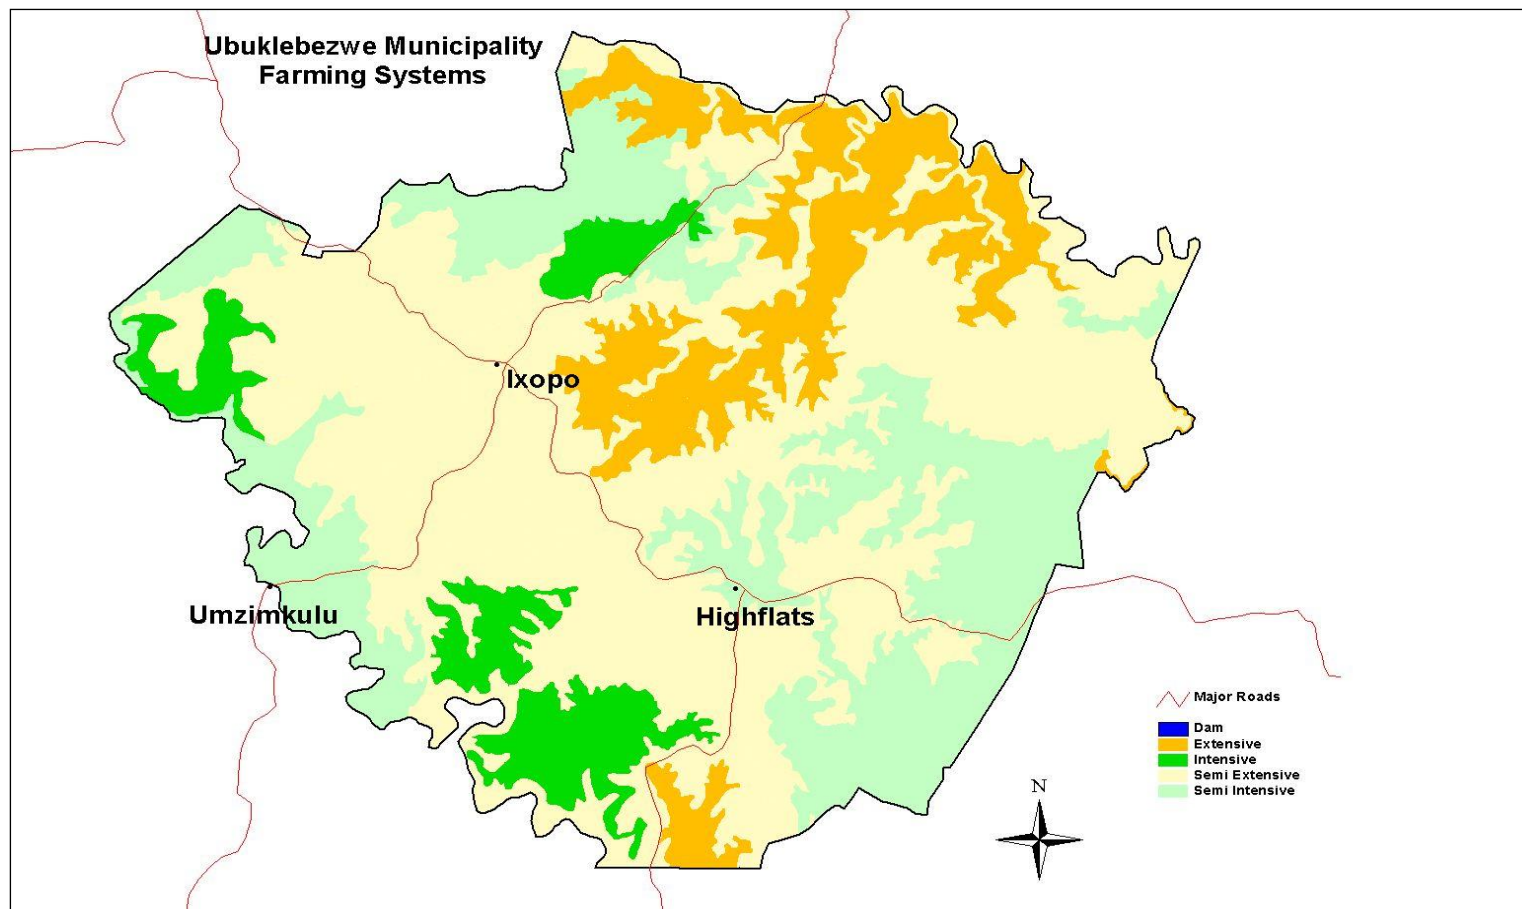 Ubuklebezwe Municipality
Farming Systems
Ixopo
Umzimkulu
Highflats
Major Roads
Dam
Extensive
Intensive
Semi Extensive
Semi Intensive
N